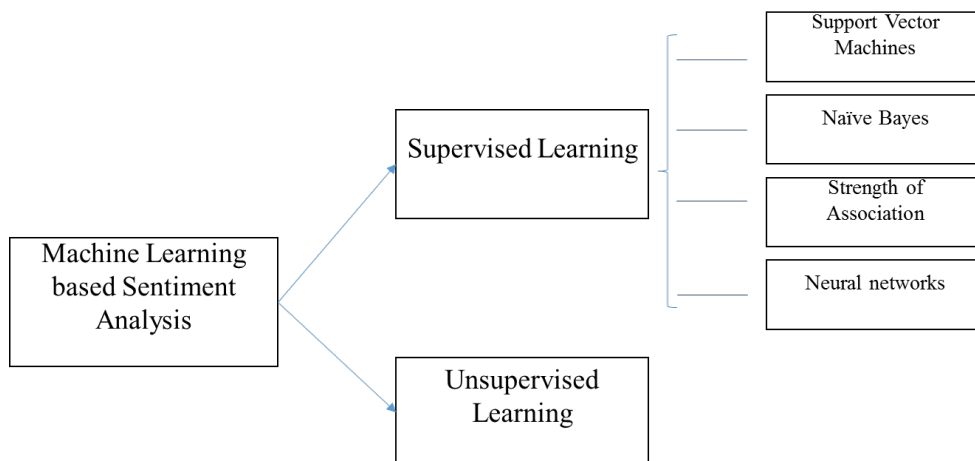 Machine Learning
based Sentiment
Analysis
Supervised Learning
Unsupervised
Learning
Support Vector
Machines
Naïve Bayes
Strength of
Association
Neural networks